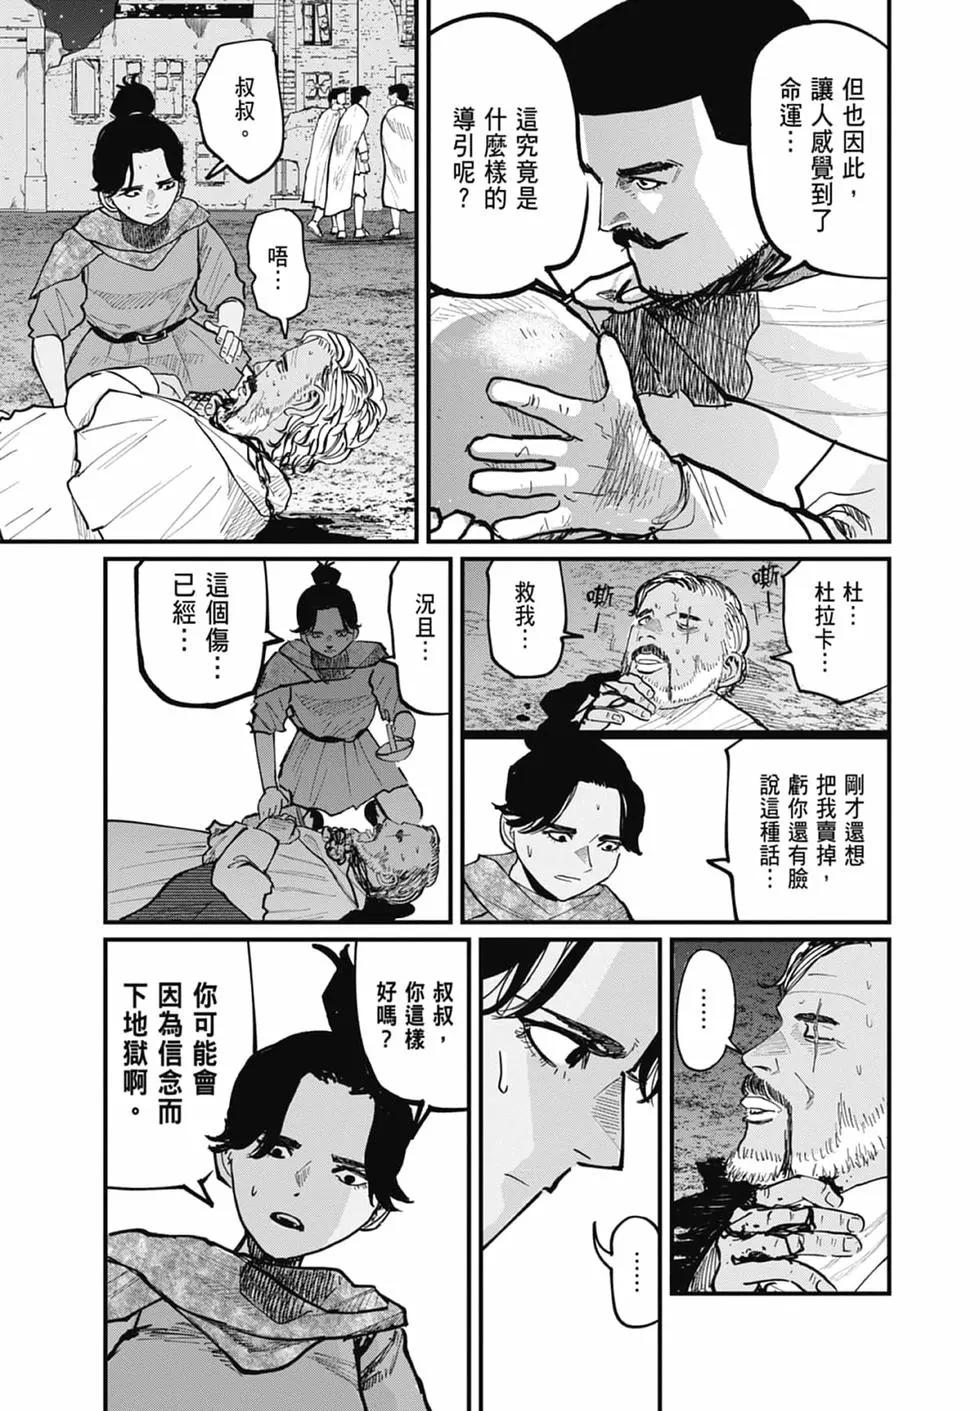 但也因此，
讓人感覺到了
命運…
這究竟是
什麼樣的
導引呢？
叔叔。
唔…
杜…
杜拉卡…
嘶
嘶
救我…
剛才還想
把我賣掉，
虧你還有臉
說這種話…
況且…
這個傷…
已經…
……
……
叔叔，
你這樣
好嗎？
你可能會
因為信念而
下地獄啊。